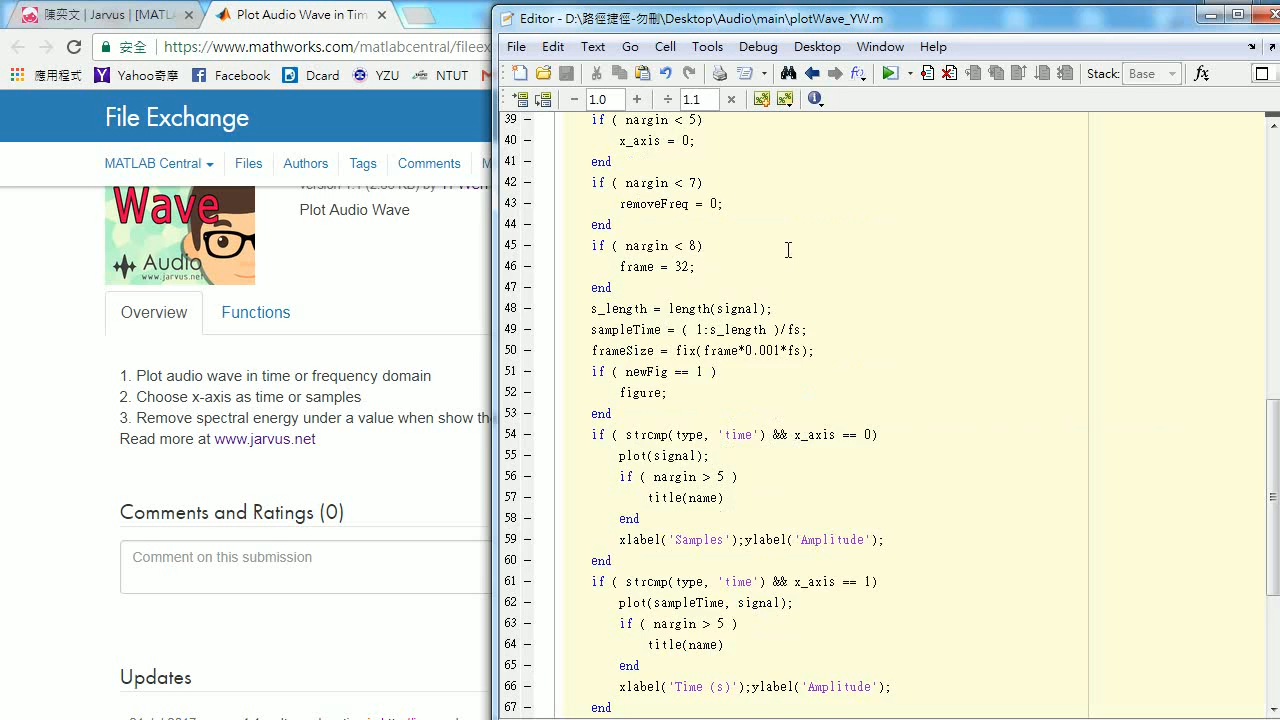 陳奕文 | Jarvus | [MATL
Plot Audio Wave in Tim
安全
https://www.mathworks.com/matlabcentral/fileex
應用程式
Yahoo奇摩
Facebook
Dcard
YZU
NTUT
File Exchange
MATLAB Central
Files
Authors
Tags
Comments
Wave
Audio
www.jarvus.net
Plot Audio Wave
Overview
Functions
1. Plot audio wave in time or frequency domain
2. Choose x-axis as time or samples
3. Remove spectral energy under a value when show the
Read more at www.jarvus.net
Comments and Ratings (0)
Comment on this submission
Updates
Editor - D:\路徑捷徑-勿刪\Desktop\Audio\main\plotWave_YW.m
File Edit Text Go Cell Tools Debug Desktop Window Help
Stack: Base
1.0
1.1
39 if ( nargin < 5)
40 x_axis = 0;
41 end
42 if ( nargin < 7)
43 removeFreq = 0;
44 end
45 if ( nargin < 8)
46 frame = 32;
47 end
48 s_length = length(signal);
49 sampleTime = ( 1:s_length )/fs;
50 frameSize = fix(frame*0.001*fs);
51 if ( newFig == 1 )
52 figure;
53 end
54 if ( strcmp(type, 'time') && x_axis == 0)
55 plot(signal);
56 if ( nargin > 5 )
57 title(name)
58 end
59 xlabel('Samples');ylabel('Amplitude');
60 end
61 if ( strcmp(type, 'time') && x_axis == 1)
62 plot(sampleTime, signal);
63 if ( nargin > 5 )
64 title(name)
65 end
66 xlabel('Time (s)');ylabel('Amplitude');
67 end